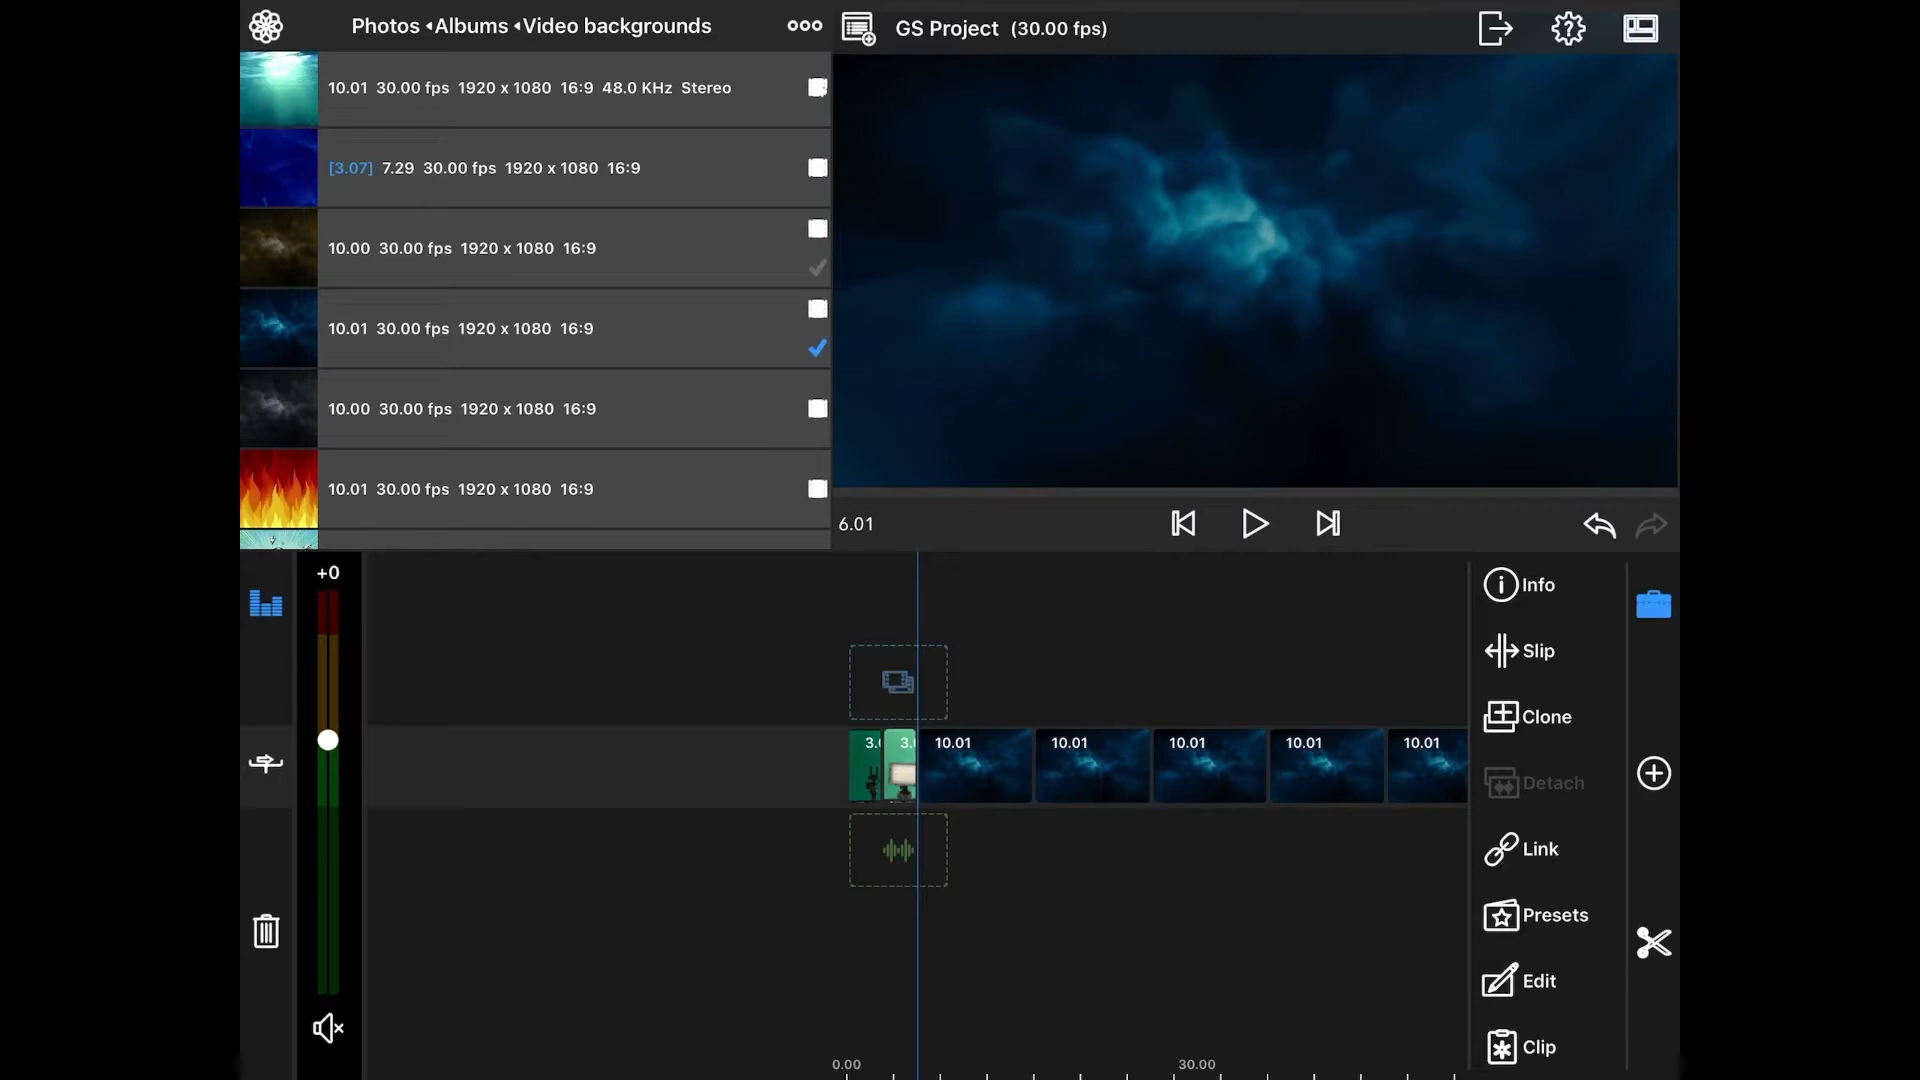 Photos ◂Albums ◂Video backgrounds
GS Project (30.00 fps)
10.01 30.00 fps 1920 x 1080 16:9 48.0 KHz Stereo
[3.07] 7.29 30.00 fps 1920 x 1080 16:9
10.00 30.00 fps 1920 x 1080 16:9
10.01 30.00 fps 1920 x 1080 16:9
10.00 30.00 fps 1920 x 1080 16:9
10.01 30.00 fps 1920 x 1080 16:9
6.01
+0
Info
Slip
Clone
Detach
Link
Presets
Edit
Clip
10.01 10.01 10.01 10.01 10.01
0.00 30.00